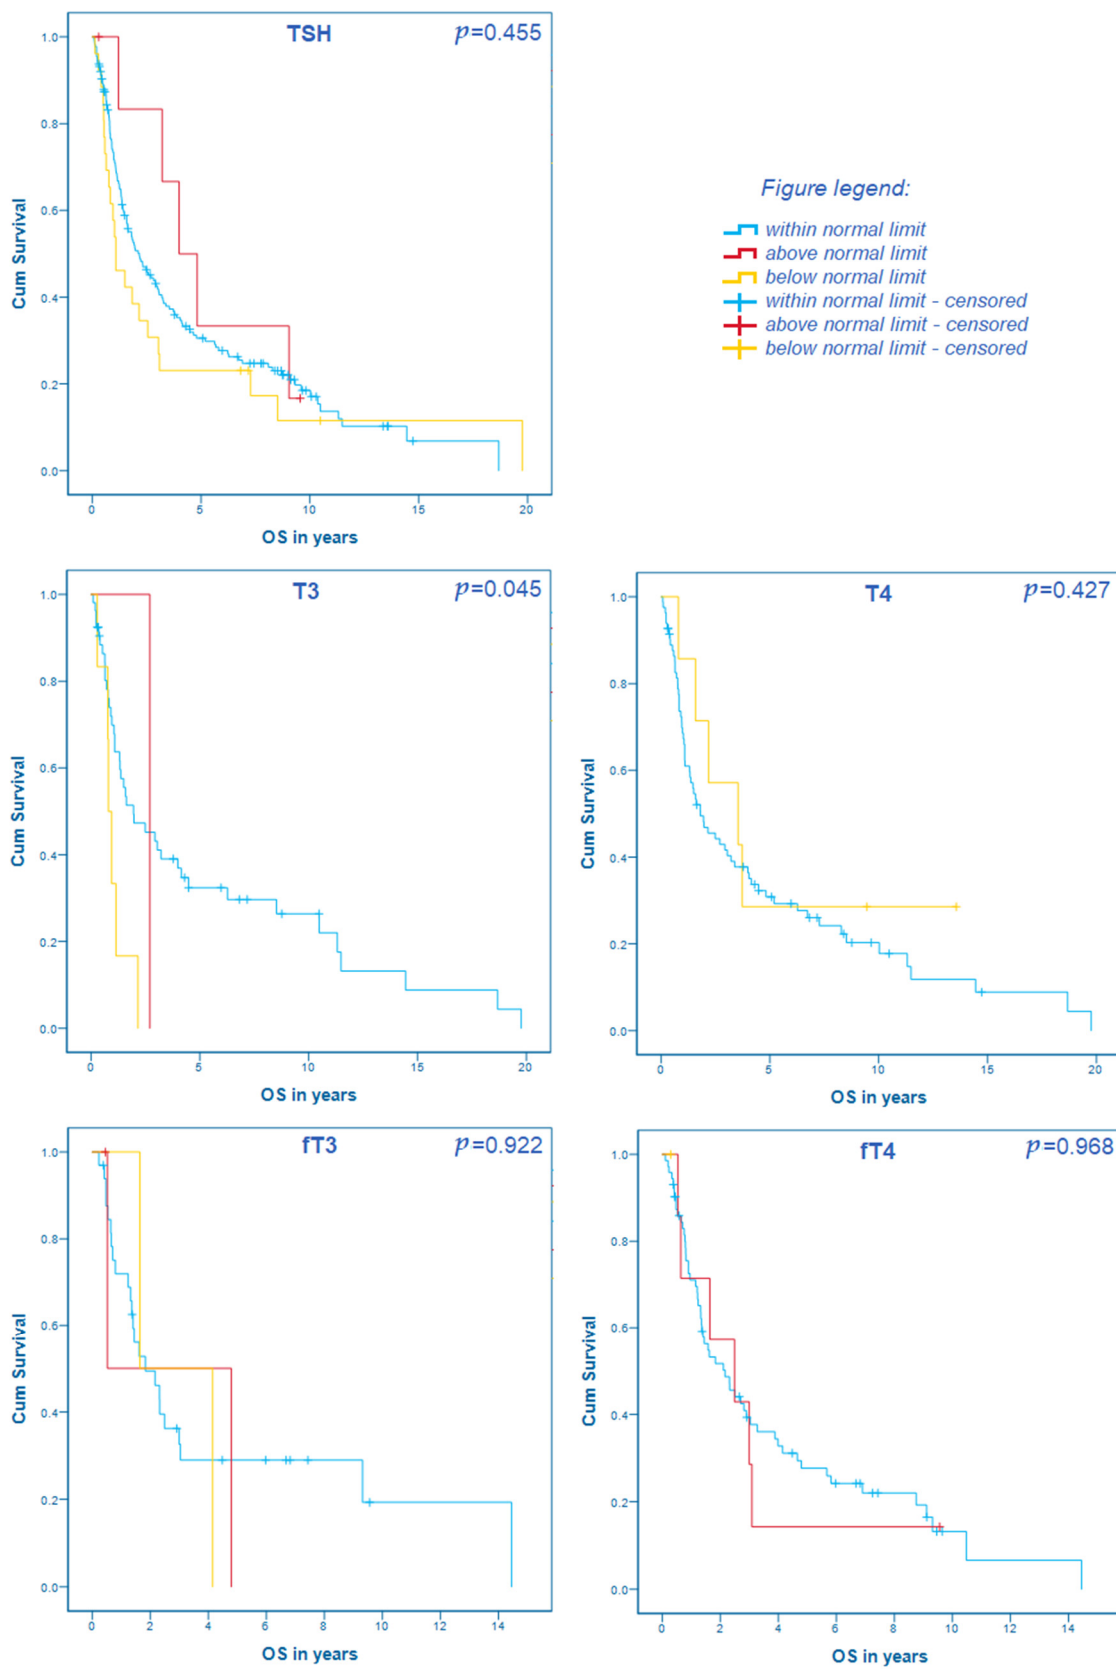 TSH
p=0.455
Cum Survival
1.0
0.8
0.6
0.4
0.2
0.0
0
5
10
15
20
OS in years
Figure legend:
within normal limit
above normal limit
below normal limit
within normal limit - censored
above normal limit - censored
below normal limit - censored
T3
p=0.045
Cum Survival
1.0
0.8
0.6
0.4
0.2
0.0
0
5
10
15
20
OS in years
T4
p=0.427
Cum Survival
1.0
0.8
0.6
0.4
0.2
0.0
0
5
10
15
20
OS in years
fT3
p=0.922
Cum Survival
1.0
0.8
0.6
0.4
0.2
0.0
0
2
4
6
8
10
12
14
OS in years
fT4
p=0.968
Cum Survival
1.0
0.8
0.6
0.4
0.2
0.0
0
2
4
6
8
10
12
14
OS in years